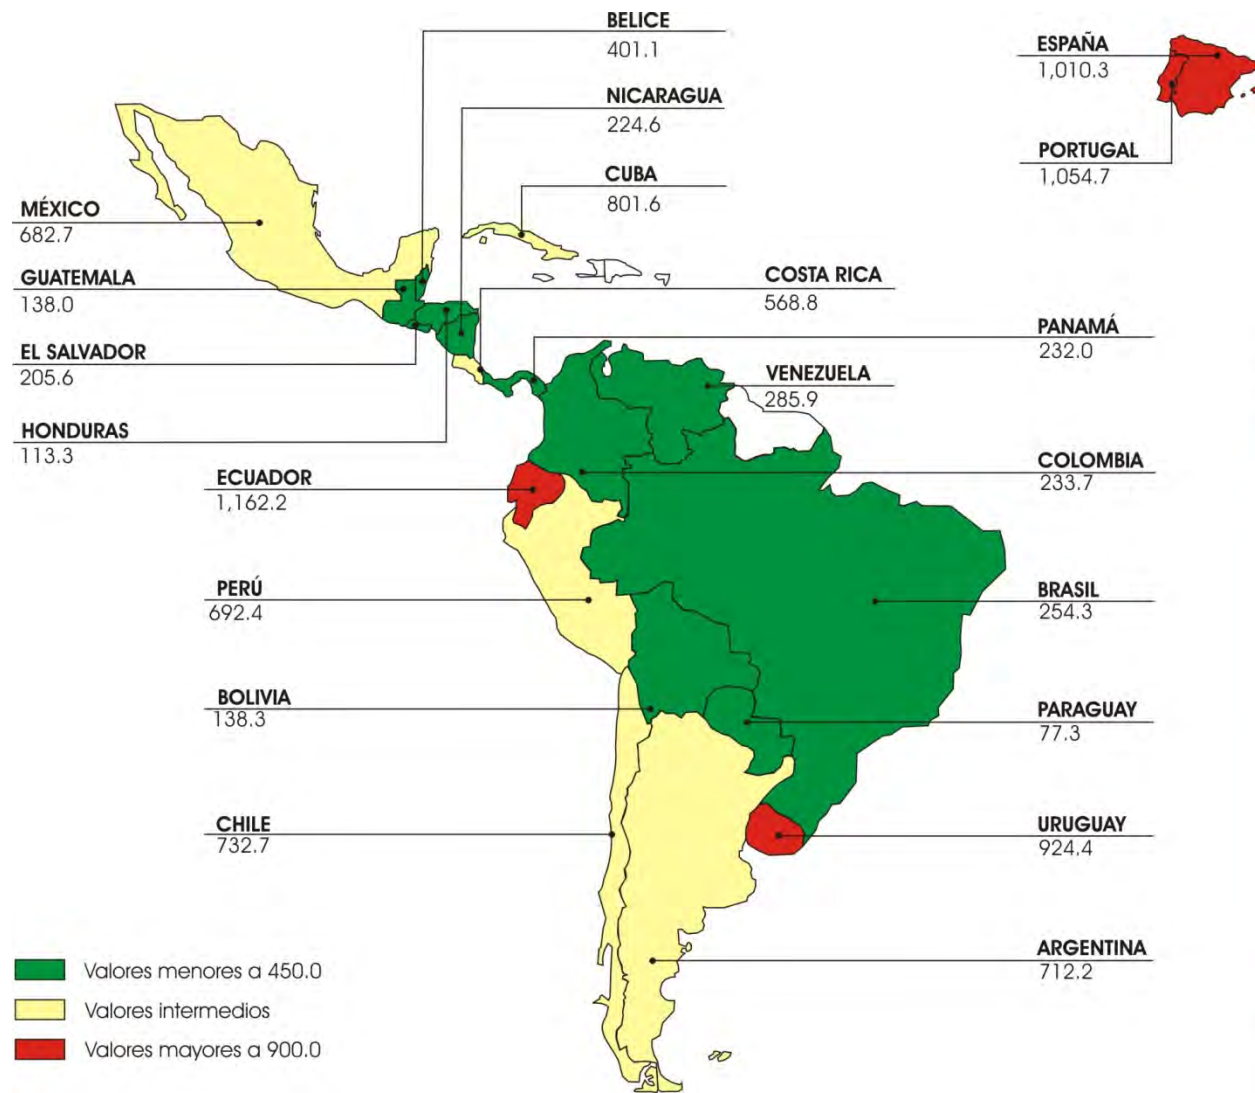 BELICE
401.1
ESPAÑA
1,010.3
NICARAGUA
224.6
PORTUGAL
1,054.7
CUBA
801.6
MÉXICO
682.7
GUATEMALA
138.0
COSTA RICA
568.8
PANAMÁ
232.0
EL SALVADOR
205.6
VENEZUELA
285.9
HONDURAS
113.3
COLOMBIA
233.7
ECUADOR
1,162.2
PERÚ
692.4
BRASIL
254.3
BOLIVIA
138.3
PARAGUAY
77.3
CHILE
732.7
URUGUAY
924.4
ARGENTINA
712.2
Valores menores a 450.0
Valores intermedios
Valores mayores a 900.0